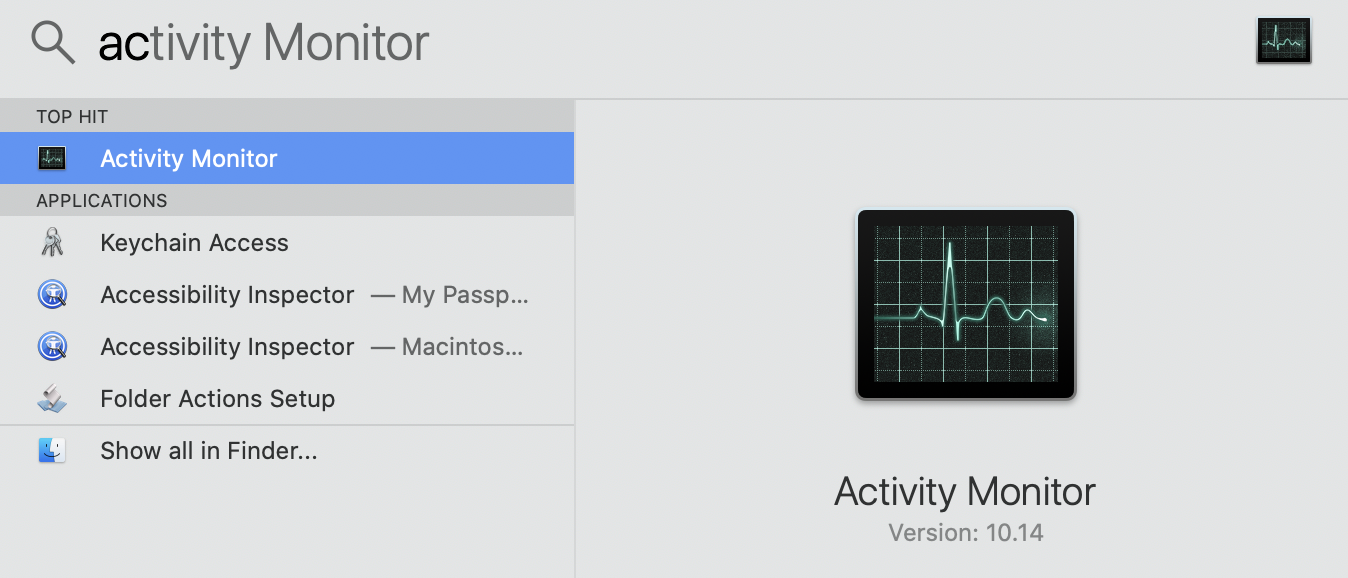 activity Monitor
TOP HIT
Activity Monitor
APPLICATIONS
Keychain Access
Accessibility Inspector — My Passp...
Accessibility Inspector — Macintos...
Folder Actions Setup
Show all in Finder...
Activity Monitor
Version: 10.14